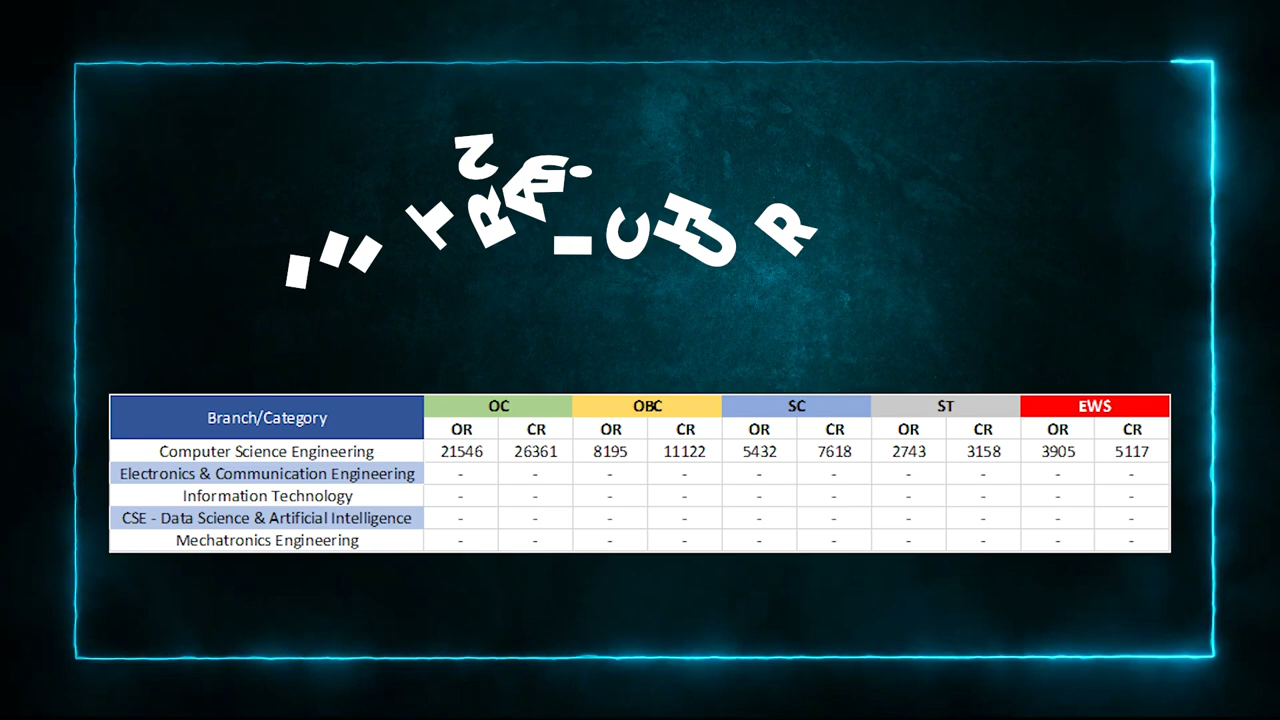 Branch/Category OC OBC SC ST EWS
OR CR OR CR OR CR OR CR OR CR
Computer Science Engineering 21546 26361 8195 11122 5432 7618 2743 3158 3905 5117
Electronics & Communication Engineering - - - - - - - - - -
Information Technology - - - - - - - - - -
CSE - Data Science & Artificial Intelligence - - - - - - - - - -
Mechatronics Engineering - - - - - - - - - -